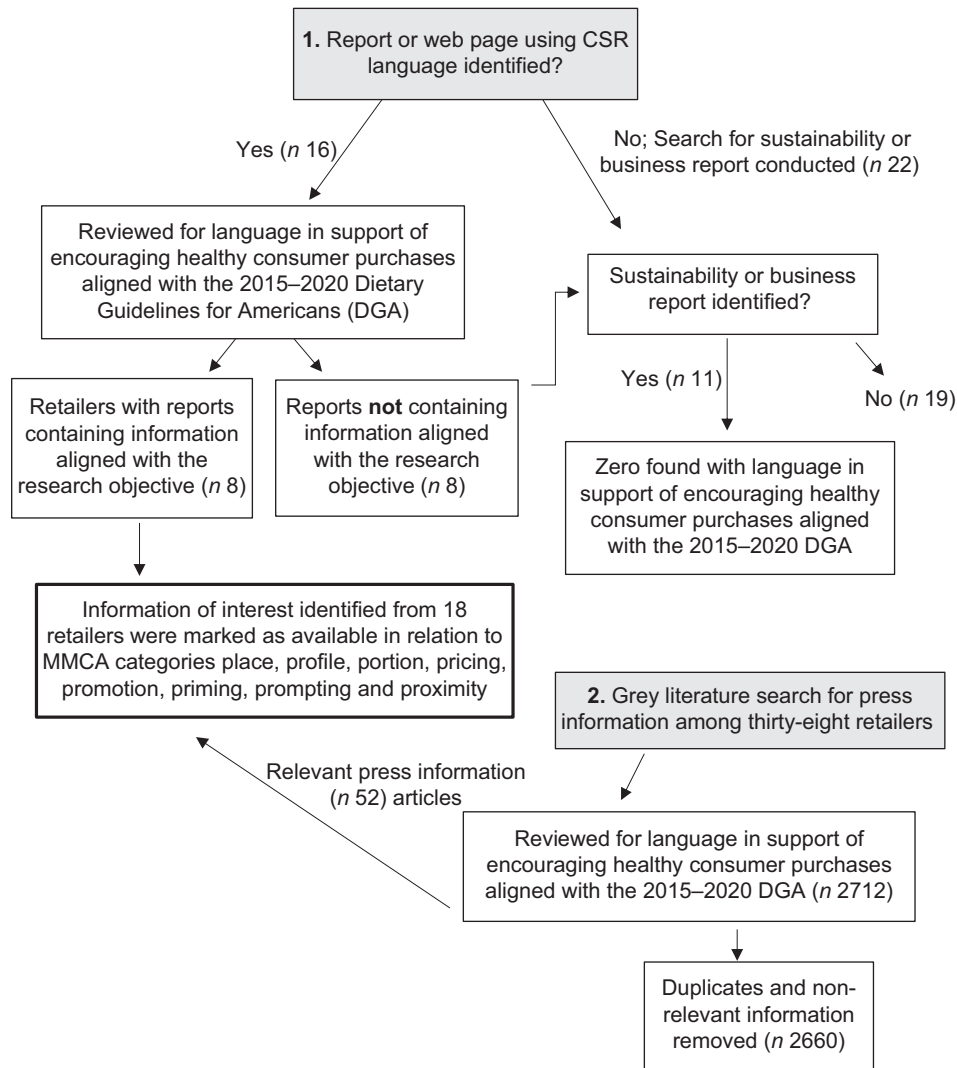 1. Report or web page using CSR
language identified?
Yes (n 16)
No; Search for sustainability or
business report conducted (n 22)
Reviewed for language in support of
encouraging healthy consumer purchases
aligned with the 2015–2020 Dietary
Guidelines for Americans (DGA)
Sustainability or business
report identified?
Retailers with reports
containing information
aligned with the
research objective (n 8)
Reports not containing
information aligned
with the research
objective (n 8)
Yes (n 11)
No (n 19)
Zero found with language in
support of encouraging healthy
consumer purchases aligned
with the 2015–2020 DGA
Information of interest identified from 18
retailers were marked as available in relation to
MMCA categories place, profile, portion, pricing,
promotion, priming, prompting and proximity
2. Grey literature search for press
information among thirty-eight retailers
Relevant press information
(n 52) articles
Reviewed for language in support of
encouraging healthy consumer purchases
aligned with the 2015–2020 DGA (n 2712)
Duplicates and non-
relevant information
removed (n 2660)